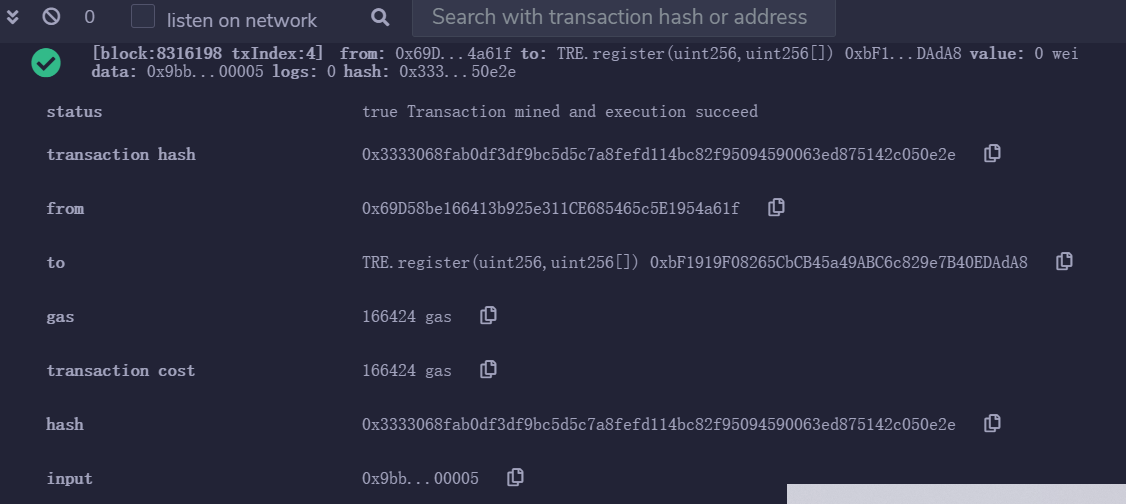 0 listen on network Search with transaction hash or address
[block:8316198 txIndex:4] from: 0x69D...4a61f to: TRE.register(uint256,uint256[]) 0xbF1...DAdA8 value: 0 wei
data: 0x9bb...00005 logs: 0 hash: 0x333...50e2e
status true Transaction mined and execution succeed
transaction hash 0x3333068fab0df3df9bc5d5c7a8fefd114bc82f95094590063ed875142c050e2e
from 0x69D58be166413b925e311CE685465c5E1954a61f
to TRE.register(uint256,uint256[]) 0xbF1919F08265CbCB45a49ABC6c829e7B40EDAdA8
gas 166424 gas
transaction cost 166424 gas
hash 0x3333068fab0df3df9bc5d5c7a8fefd114bc82f95094590063ed875142c050e2e
input 0x9bb...00005